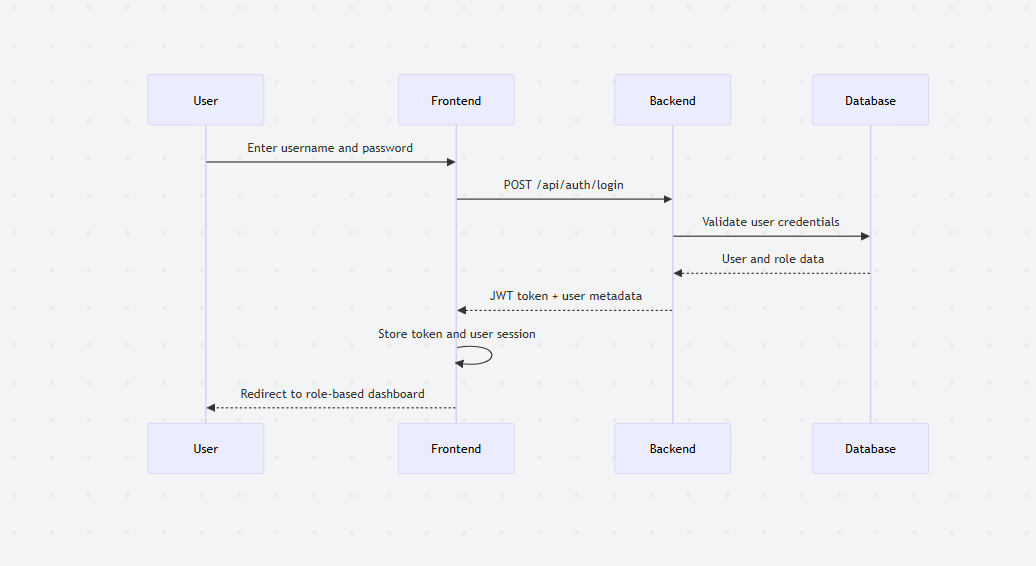 User
Frontend
Backend
Database
Enter username and password
POST /api/auth/login
Validate user credentials
User and role data
JWT token + user metadata
Store token and user session
Redirect to role-based dashboard
User
Frontend
Backend
Database